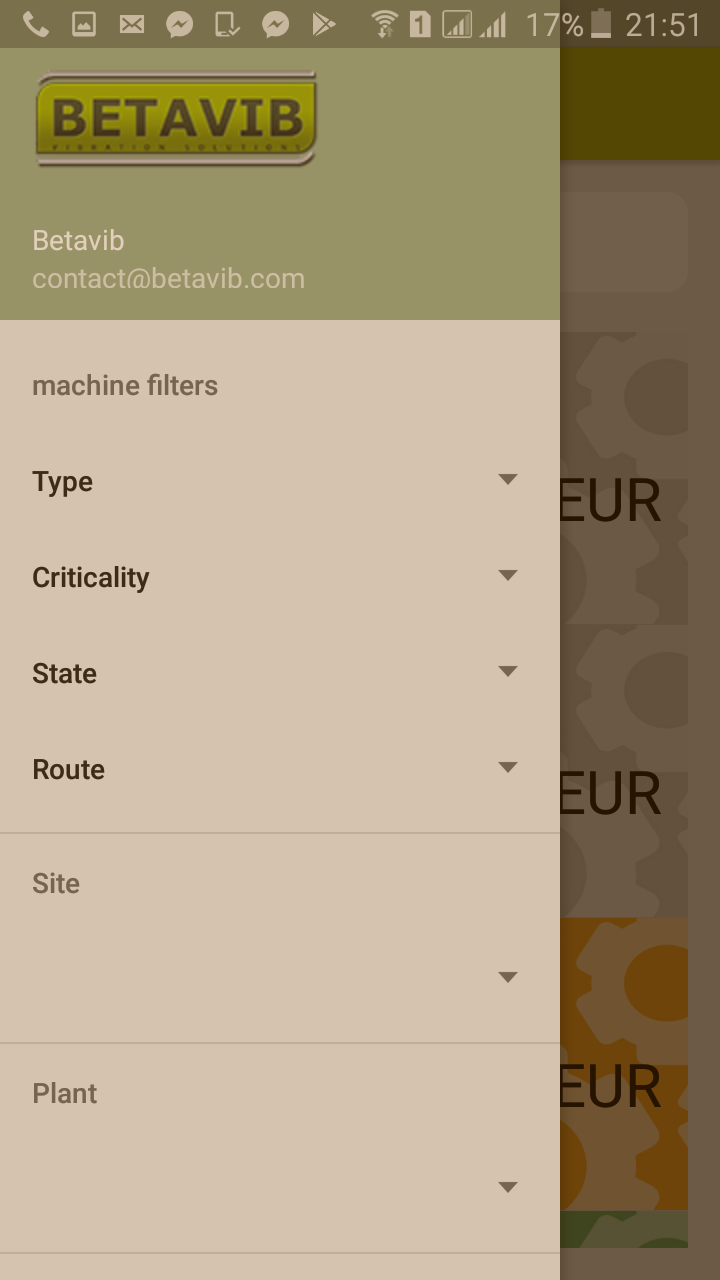 17% 21:51
BETAVIB
VIBRATION SOLUTIONS
Betavib
contact@betavib.com
machine filters
Type
Criticality
State
Route
Site
Plant
EUR
EUR
EUR